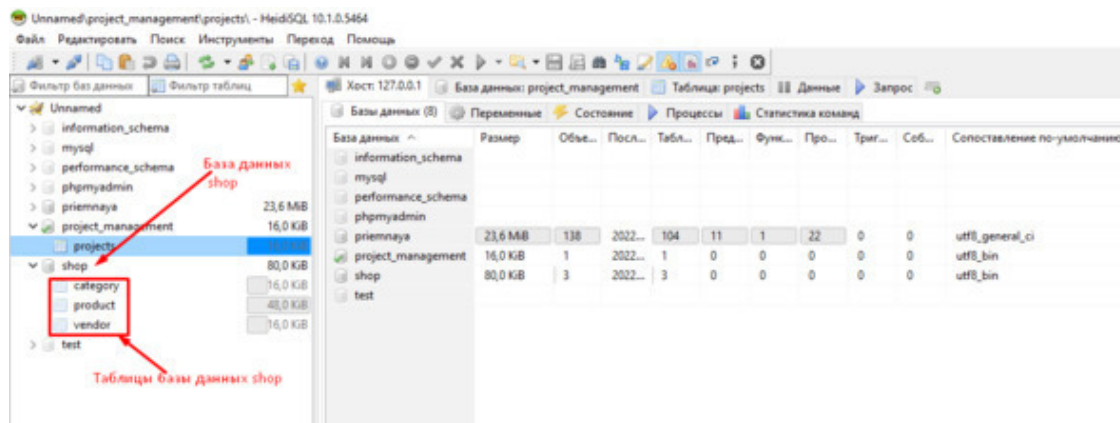 Unnamed\project_management\projects\ - HeidiSQL 10.1.0.5464
Файл Редактировать Поиск Инструменты Переход Помощь
Фильтр баз данных Фильтр таблиц Хост: 127.0.0.1 База данных: project_management Таблица: projects Данные Запрос
Unnamed Базы данных (8) Переменные Состояние Процессы Статистика команд
information_schema База данных Размер Объе... Посл... Табл... Пред... Функ... Про... Триг... Соб... Сопоставление по-умолчанию
mysql information_schema
performance_schema mysql
База данных shop
phpmyadmin performance_schema
priemnaya 23,6 MiB phpmyadmin
project_management 16,0 KiB priemnaya 23,6 MiB 138 2022... 104 11 1 22 0 0 utf8_general_ci
projects project_management 16,0 KiB 1 2022... 1 0 0 0 0 0 utf8_bin
shop 80,0 KiB shop 80,0 KiB 3 2022... 3 0 0 0 0 0 utf8_bin
category 16,0 KiB test
product 48,0 KiB
vendor 16,0 KiB
test
Таблицы базы данных shop